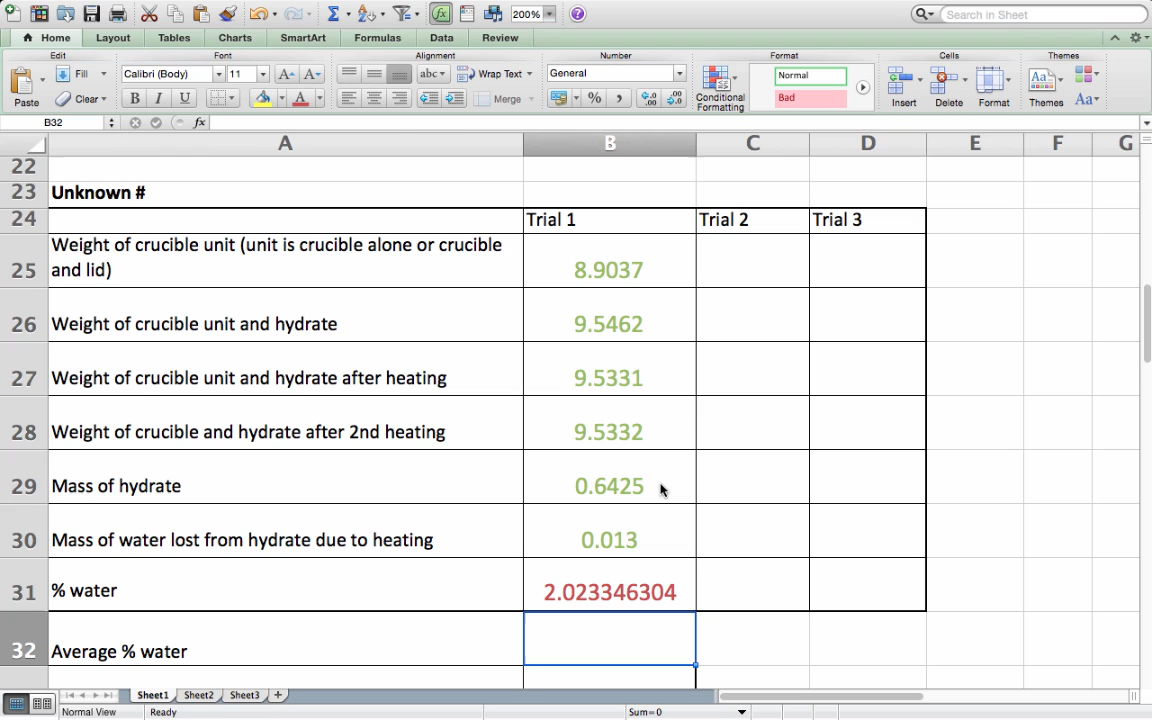 200%
Search in Sheet
Home Layout Tables Charts SmartArt Formulas Data Review
Edit Font Alignment Number Format Cells Themes
Paste Fill Clear Calibri (Body) 11 A A B I U A abc Wrap Text Merge General % , .0 .00 .00 .0 Conditional Formatting Normal Bad Insert Delete Format Aa Themes Aa
B32 fx
A B C D E F G
22
23 Unknown #
24 Trial 1 Trial 2 Trial 3
Weight of crucible unit (unit is crucible alone or crucible
25 and lid) 8.9037
26 Weight of crucible unit and hydrate 9.5462
27 Weight of crucible unit and hydrate after heating 9.5331
28 Weight of crucible and hydrate after 2nd heating 9.5332
29 Mass of hydrate 0.6425
30 Mass of water lost from hydrate due to heating 0.013
31 % water 2.023346304
32 Average % water
Sheet1 Sheet2 Sheet3 +
Normal View Ready Sum=0